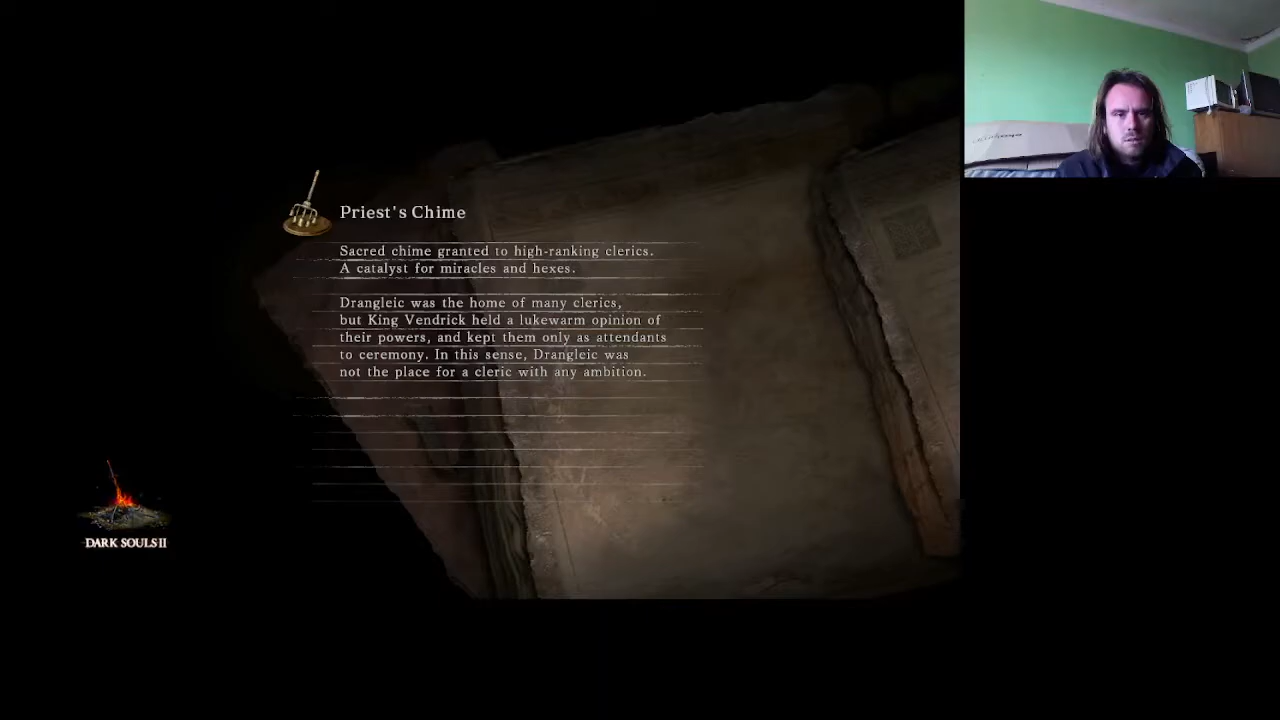 Priest's Chime
Sacred chime granted to high-ranking clerics.
A catalyst for miracles and hexes.
Drangleic was the home of many clerics,
but King Vendrick held a lukewarm opinion of
their powers, and kept them only as attendants
to ceremony. In this sense, Drangleic was
not the place for a cleric with any ambition.
DARK SOULS II